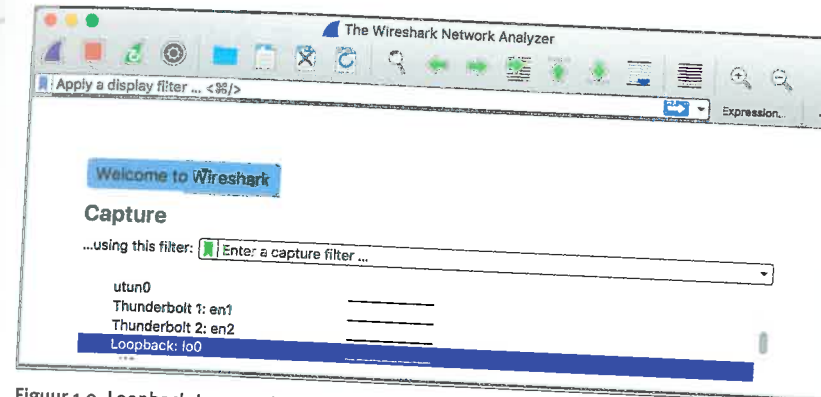 The Wireshark Network Analyzer
Apply a display filter ... <⌘/>
Expression...
Welcome to Wireshark
Capture
...using this filter: Enter a capture filter ...
utun0
Thunderbolt 1: en1
Thunderbolt 2: en2
Loopback: lo0
Loopback